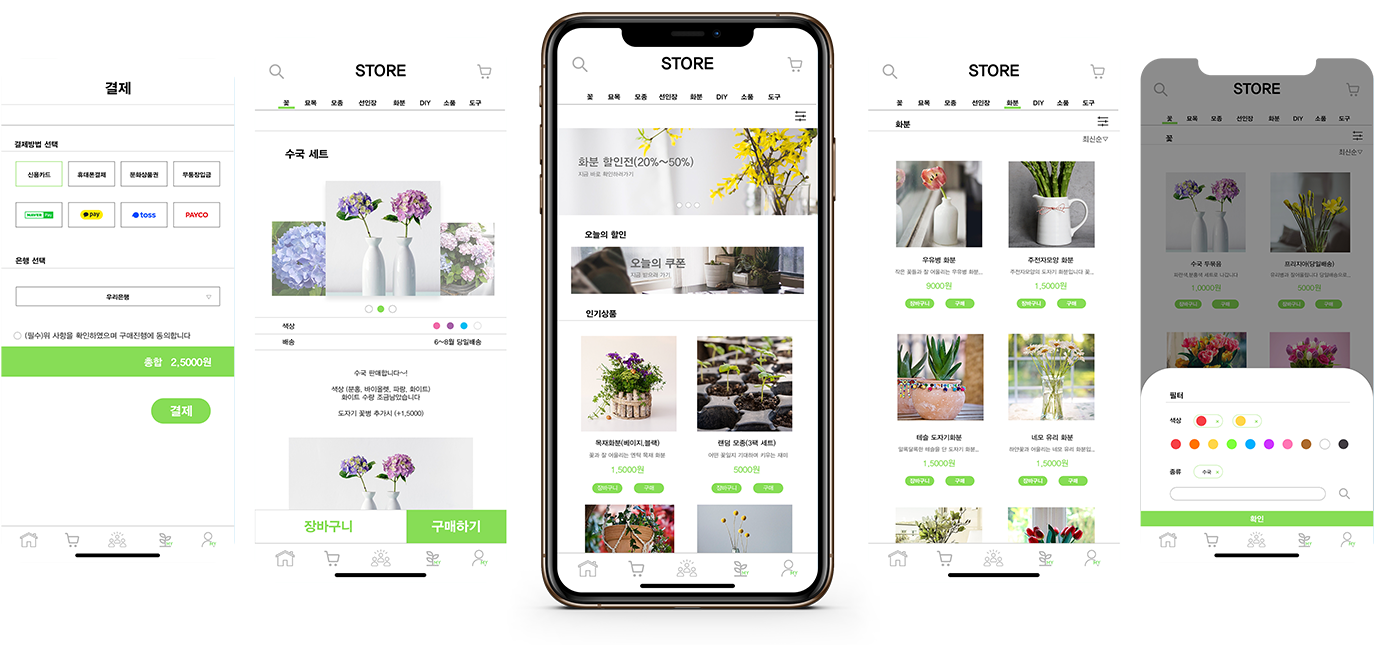 결제
결제방법 선택
신용카드
휴대폰결제
문화상품권
무통장입금
NAVER Pay
pay
toss
PAYCO
은행 선택
우리은행
(필수)위 사항을 확인하였으며 구매진행에 동의합니다
총합 2,5000원
결제
My
STORE
꽃 묘목 모종 선인장 화분 DIY 소품 도구
수국 세트
색상
배송 6~8월 당일배송
수국 판매합니다~!
색상 (분홍, 바이올렛, 파랑, 화이트)
화이트 수량 조금남았습니다
도자기 꽃병 추가시 (+1,5000)
장바구니 구매하기
My
STORE
꽃 묘목 모종 선인장 화분 DIY 소품 도구
화분 할인전(20%~50%)
지금 바로 확인하러가기
오늘의 할인
오늘의 쿠폰
지금 받으러 가기
인기상품
목재화분(베이지,블랙)
꽃과 잘 어울리는 엔틱 목재 화분
1,5000원
장바구니 구매
랜덤 모종(3팩 세트)
어떤 꽃일지 기대하며 키우는 재미
5000원
장바구니 구매
My
STORE
꽃 묘목 모종 선인장 화분 DIY 소품 도구
화분
최신순▽
우유병 화분
작은 꽃들과 잘 어울리는 우유병 화분...
9000원
장바구니 구매
주전자모양 화분
주전자모양의 도자기 화분입니다 꽃...
1,5000원
장바구니 구매
테슬 도자기화분
알록달록한 테슬을 단 도자기 화분...
1,5000원
장바구니 구매
네모 유리 화분
하얀꽃과 어울리는 네모 유리 화분입...
1,5000원
장바구니 구매
My
STORE
꽃 묘목 모종 선인장 화분 DIY 소품 도구
꽃
최신순▽
수국 두묶음
파란색,분홍색 세트로 나갑니다
1,0000원
장바구니 구매
프리지아(당일배송)
유리병과 잘어울립니다 당일배송으로...
5000원
장바구니 구매
필터
색상
종류 수국 ×
확인
My